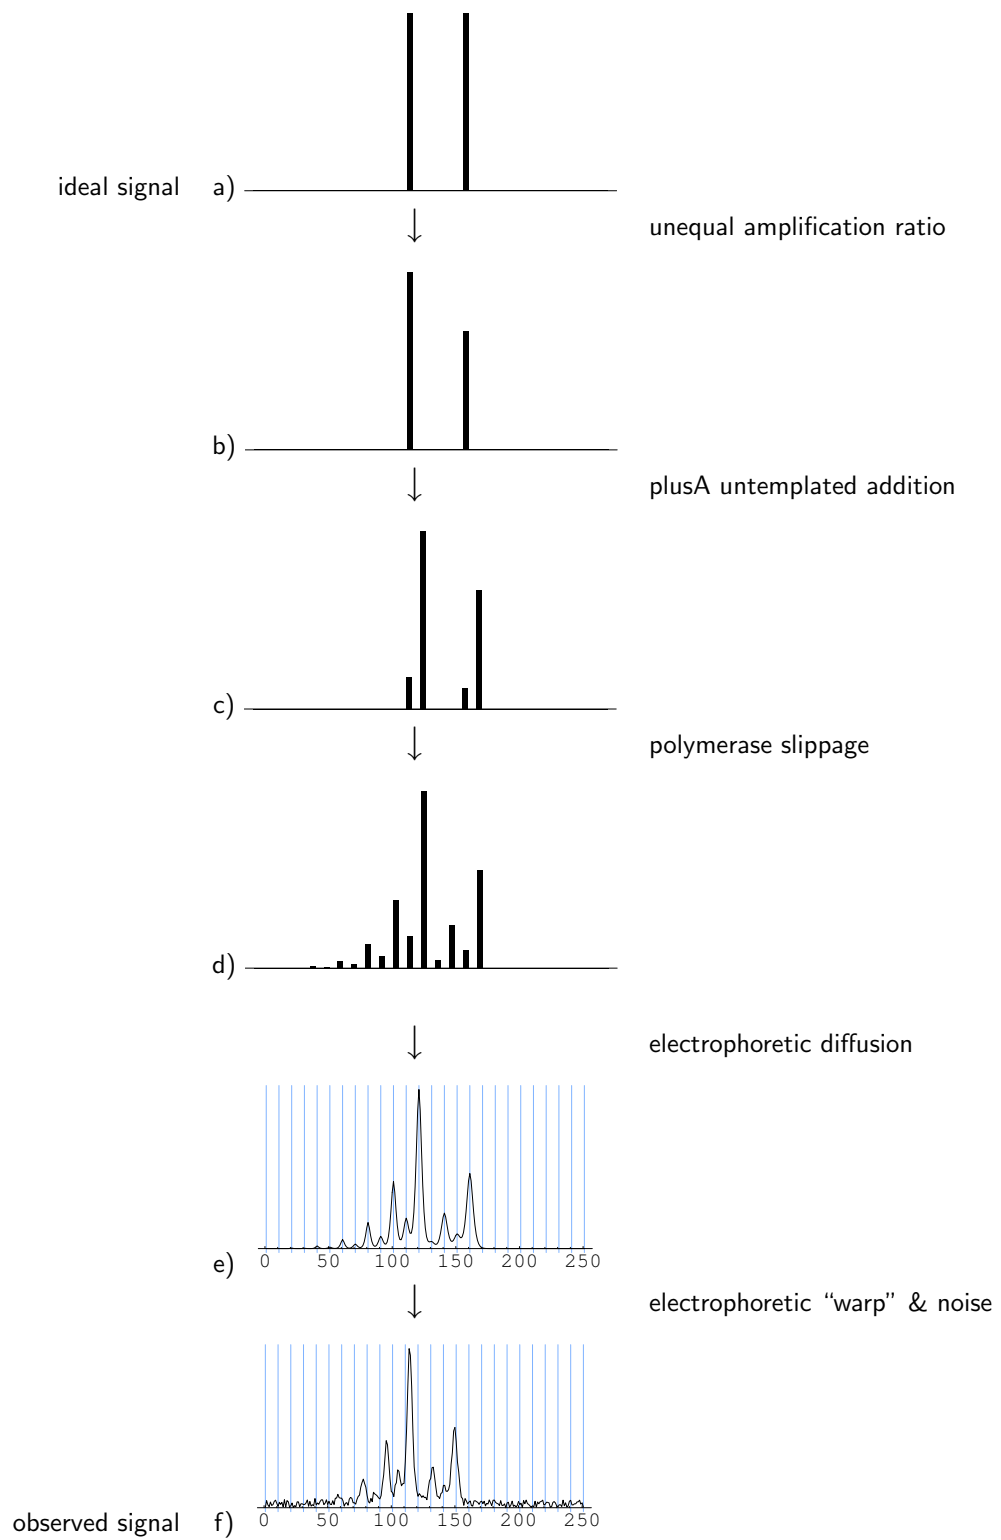 ideal signal a)
unequal amplification ratio
b)
plusA untemplated addition
c)
polymerase slippage
d)
electrophoretic diffusion
0 50 100 150 200 250
e)
electrophoretic “warp” & noise
0 50 100 150 200 250
observed signal f)